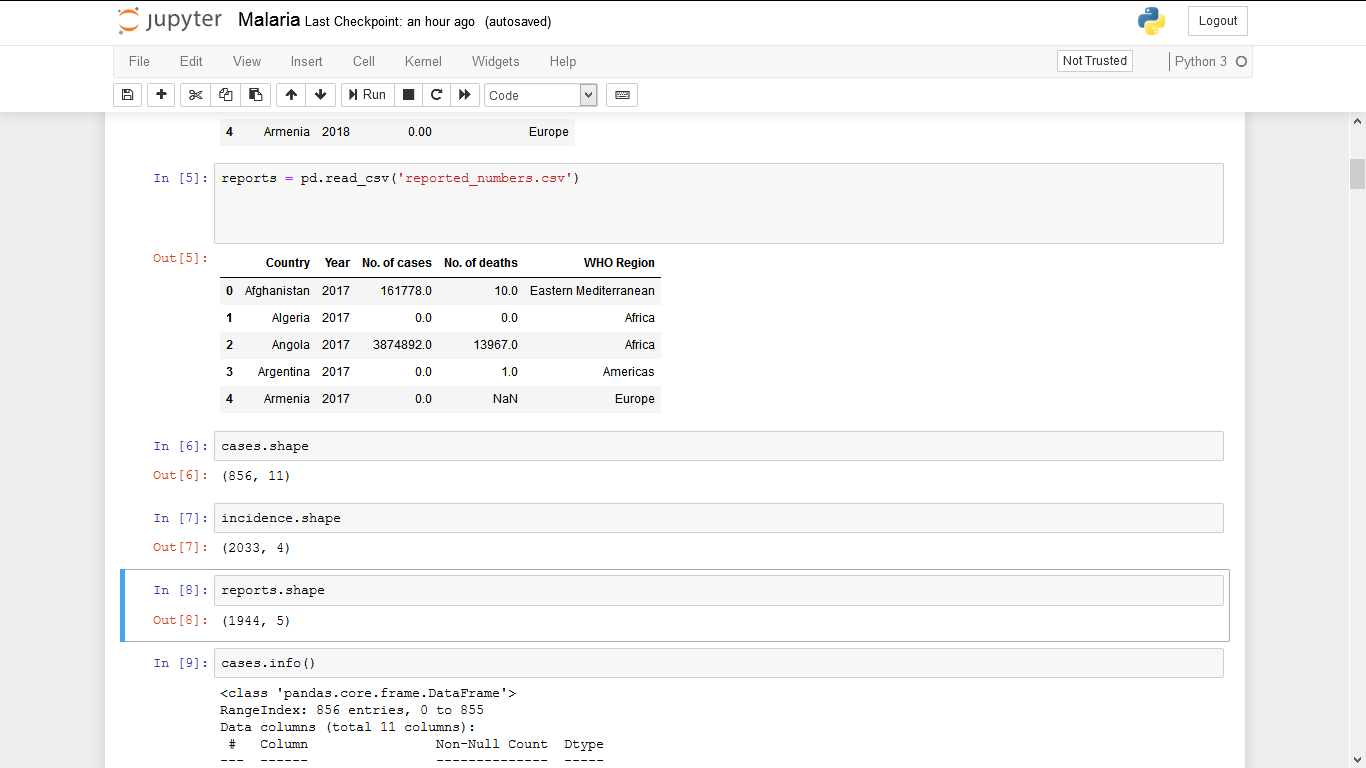 jupyter Malaria Last Checkpoint: an hour ago (autosaved) Logout
File Edit View Insert Cell Kernel Widgets Help Not Trusted Python 3
Run Code
4 Armenia 2018 0.00 Europe
In [5]: reports = pd.read_csv('reported_numbers.csv')
Out[5]:
Country Year No. of cases No. of deaths WHO Region
0 Afghanistan 2017 161778.0 10.0 Eastern Mediterranean
1 Algeria 2017 0.0 0.0 Africa
2 Angola 2017 3874892.0 13967.0 Africa
3 Argentina 2017 0.0 1.0 Americas
4 Armenia 2017 0.0 NaN Europe
In [6]: cases.shape
Out[6]: (856, 11)
In [7]: incidence.shape
Out[7]: (2033, 4)
In [8]: reports.shape
Out[8]: (1944, 5)
In [9]: cases.info()
<class 'pandas.core.frame.DataFrame'>
RangeIndex: 856 entries, 0 to 855
Data columns (total 11 columns):
# Column Non-Null Count Dtype
--- ------ -------------- -----